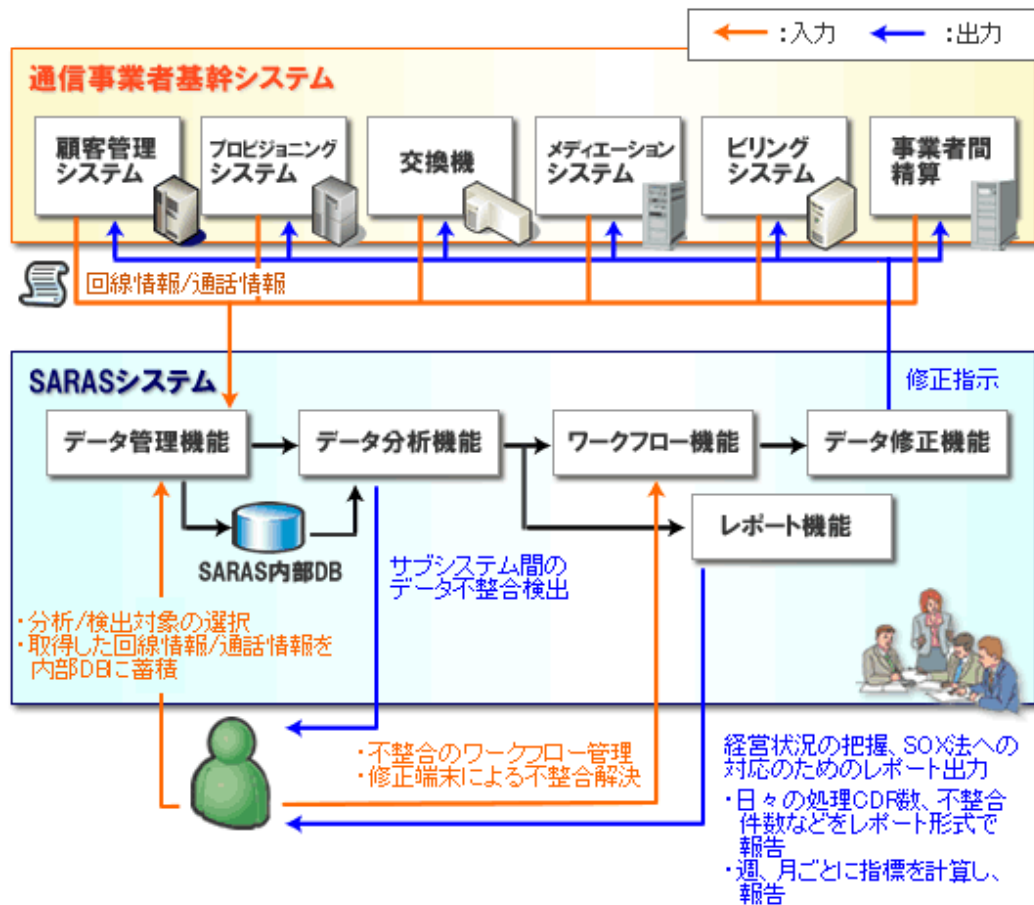 ：入力　：出力
通信事業者基幹システム
顧客管理
システム
プロビジョニング
システム
交換機
メディエーション
システム
ビリング
システム
事業者間
精算
回線情報/通話情報
SARASシステム
修正指示
データ管理機能
データ分析機能
ワークフロー機能
データ修正機能
レポート機能
SARAS内部DB
サブシステム間の
データ不整合検出
・分析/検出対象の選択
・取得した回線情報/通話情報を
内部DBに蓄積
・不整合のワークフロー管理
・修正端末による不整合解決
経営状況の把握、SOX法への
対応のためのレポート出力
・日々の処理CDR数、不整合
件数などをレポート形式で
報告
・週、月ごとに指標を計算し、
報告